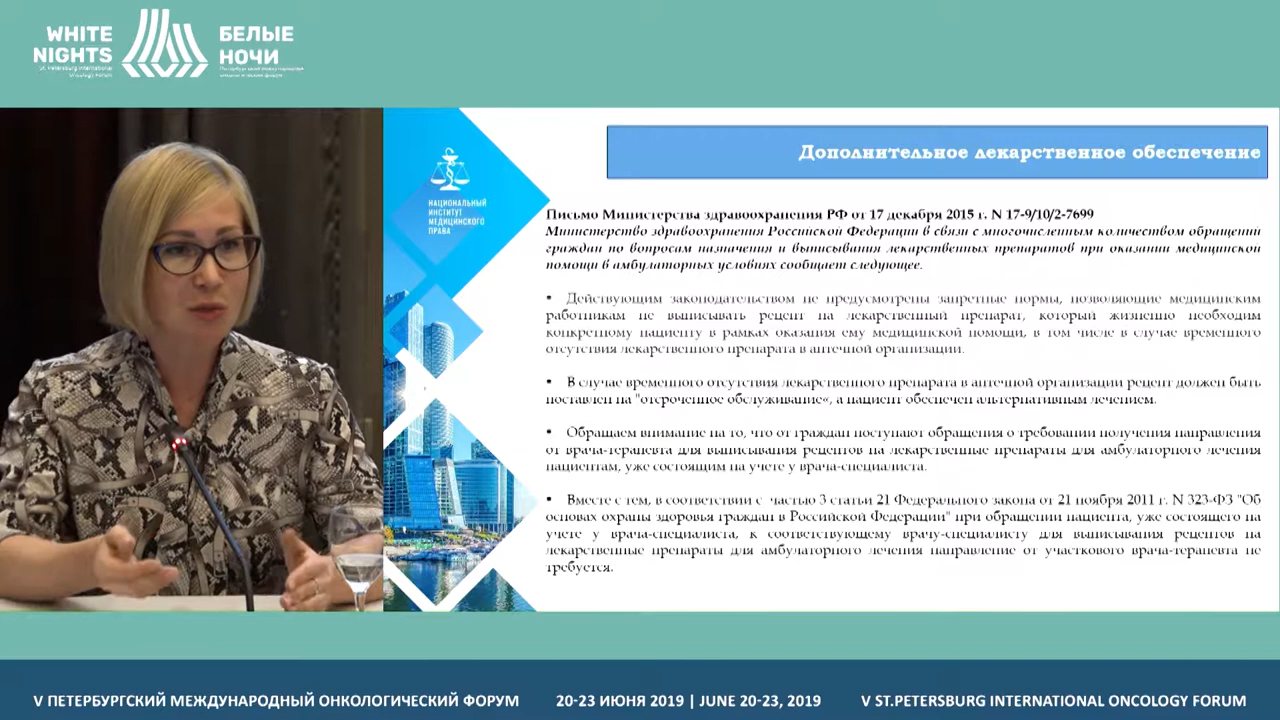 WHITE
NIGHTS
St. Petersburg International
Oncology Forum
БЕЛЫЕ
НОЧИ
Петербургский международный
онкологический форум
НАЦИОНАЛЬНЫЙ
ИНСТИТУТ
МЕДИЦИНСКОГО
ПРАВА
Дополнительное лекарственное обеспечение
Письмо Министерства здравоохранения РФ от 17 декабря 2015 г. N 17-9/10/2-7699
Министерство здравоохранения Российской Федерации в связи с многочисленным количеством обращений
граждан по вопросам назначения и выписывания лекарственных препаратов при оказании медицинской
помощи в амбулаторных условиях сообщает следующее.
• Действующим законодательством не предусмотрены запретные нормы, позволяющие медицинским
работникам не выписывать рецепт на лекарственный препарат, который жизненно необходим
конкретному пациенту в рамках оказания ему медицинской помощи, в том числе в случае временного
отсутствия лекарственного препарата в аптечной организации.
• В случае временного отсутствия лекарственного препарата в аптечной организации рецепт должен быть
поставлен на "отсроченное обслуживание«, а пациент обеспечен альтернативным лечением.
• Обращаем внимание на то, что от граждан поступают обращения о требовании получения направления
от врача-терапевта для выписывания рецептов на лекарственные препараты для амбулаторного лечения
пациентам, уже состоящим на учете у врача-специалиста.
• Вместе с тем, в соответствии с частью 3 статьи 21 Федерального закона от 21 ноября 2011 г. N 323-ФЗ "Об
основах охраны здоровья граждан в Российской Федерации" при обращении пациента, уже состоящего на
учете у врача-специалиста, к соответствующему врачу-специалисту для выписывания рецептов на
лекарственные препараты для амбулаторного лечения направление от участкового врача-терапевта не
требуется.
V ПЕТЕРБУРГСКИЙ МЕЖДУНАРОДНЫЙ ОНКОЛОГИЧЕСКИЙ ФОРУМ
20-23 ИЮНЯ 2019 | JUNE 20-23, 2019
V ST.PETERSBURG INTERNATIONAL ONCOLOGY FORUM